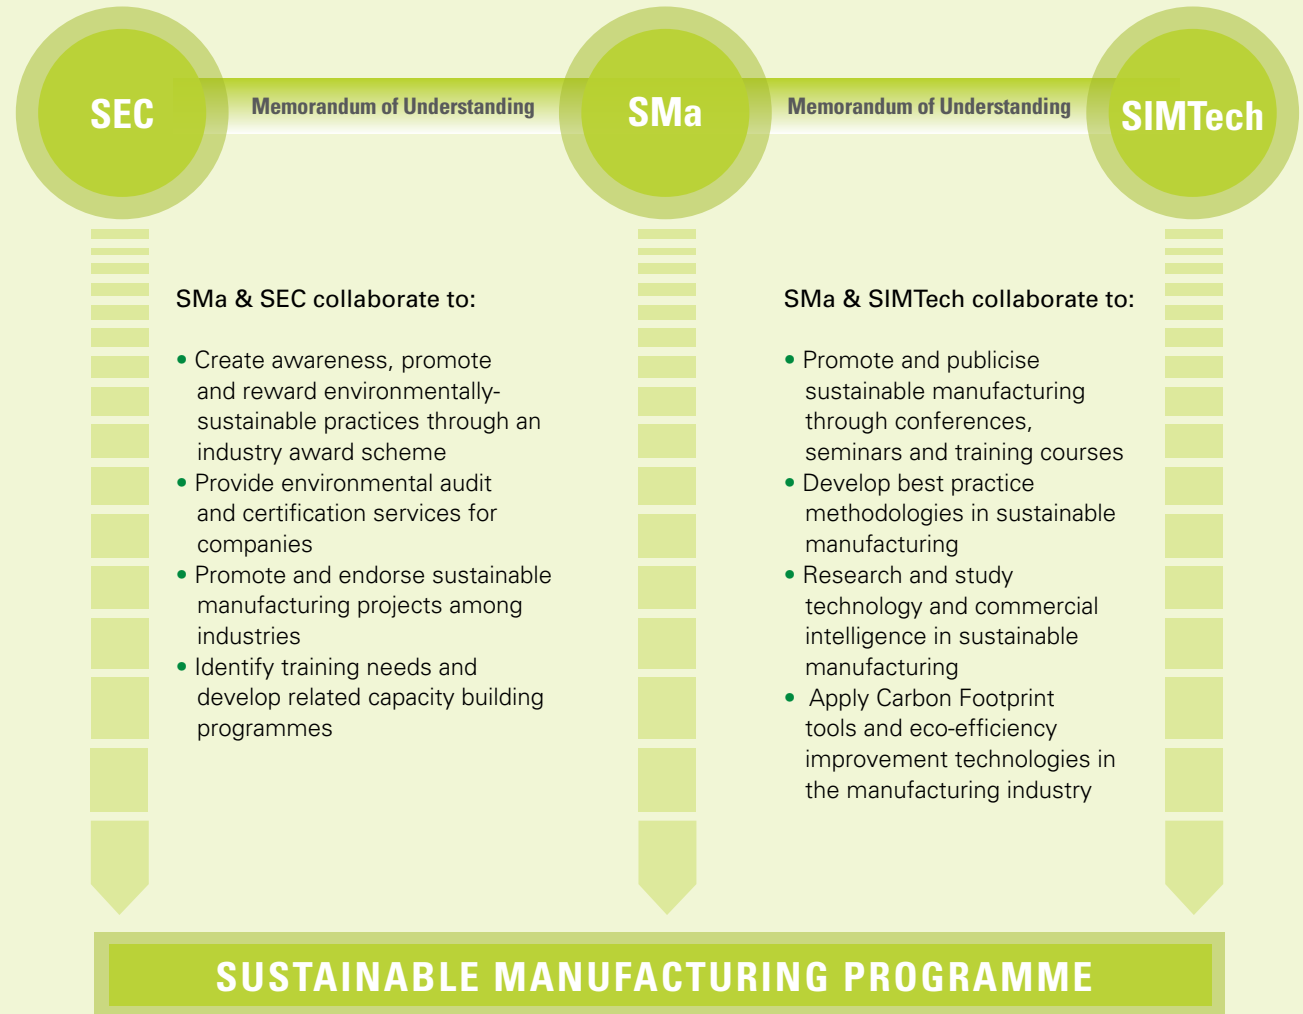 SEC
Memorandum of Understanding
SMa
Memorandum of Understanding
SIMTech
SMa & SEC collaborate to:
• Create awareness, promote
and reward environmentally-
sustainable practices through an
industry award scheme
• Provide environmental audit
and certification services for
companies
• Promote and endorse sustainable
manufacturing projects among
industries
• Identify training needs and
develop related capacity building
programmes
SMa & SIMTech collaborate to:
• Promote and publicise
sustainable manufacturing
through conferences,
seminars and training courses
• Develop best practice
methodologies in sustainable
manufacturing
• Research and study
technology and commercial
intelligence in sustainable
manufacturing
• Apply Carbon Footprint
tools and eco-efficiency
improvement technologies in
the manufacturing industry
SUSTAINABLE MANUFACTURING PROGRAMME